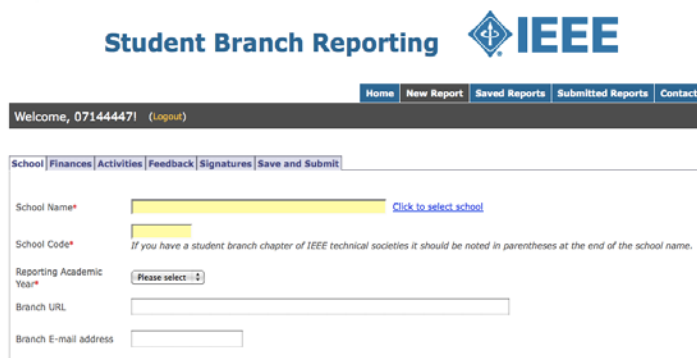 Student Branch Reporting IEEE
Home New Report Saved Reports Submitted Reports Contact
Welcome, 07144447! (Logout)
School Finances Activities Feedback Signatures Save and Submit
School Name* Click to select school
School Code* If you have a student branch chapter of IEEE technical societies it should be noted in parentheses at the end of the school name.
Reporting Academic
Year* Please select
Branch URL
Branch E-mail address